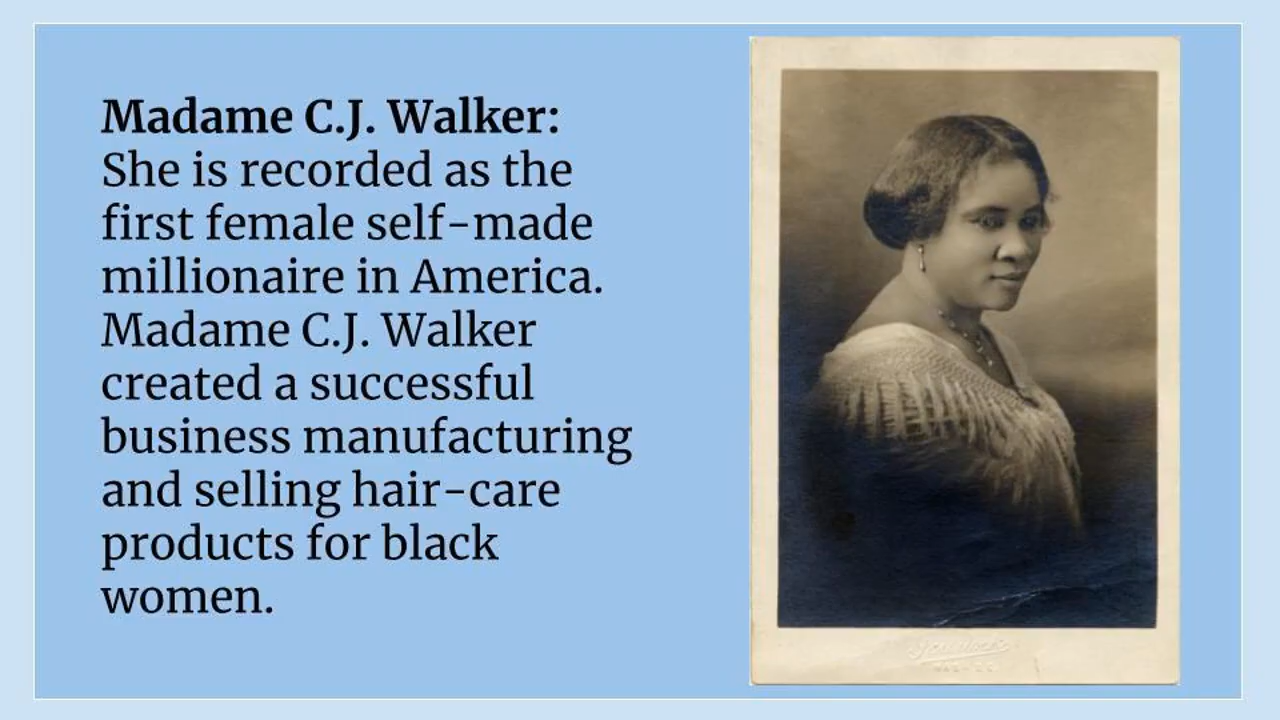 Madame C.J. Walker:
She is recorded as the
first female self-made
millionaire in America.
Madame C.J. Walker
created a successful
business manufacturing
and selling hair-care
products for black
women.